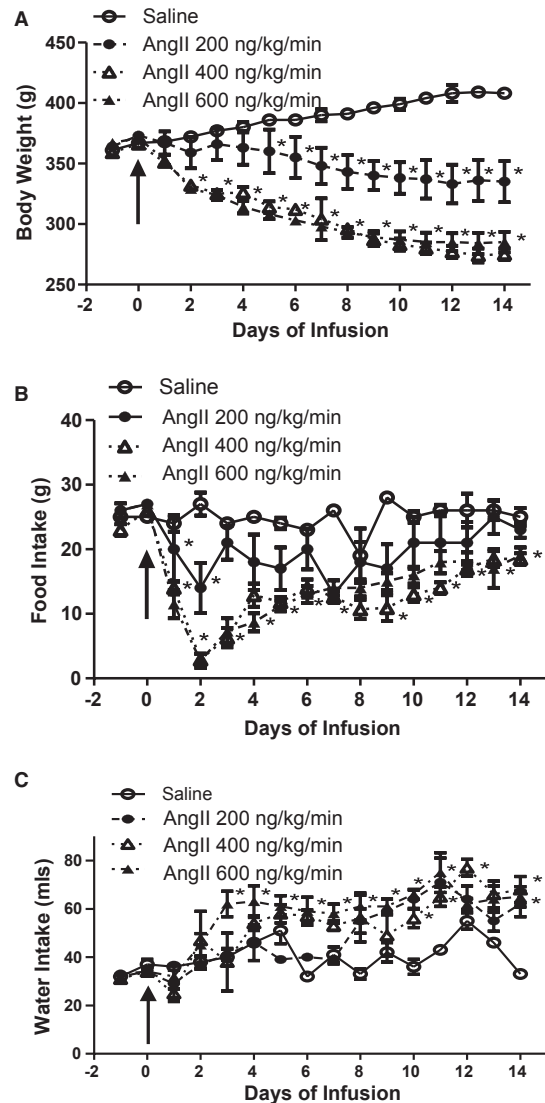 A
Saline
AngII 200 ng/kg/min
AngII 400 ng/kg/min
AngII 600 ng/kg/min
Body Weight (g)
450
400
350
300
250
* * * * * * * * *
* * * * * * * * * * * *
-2 0 2 4 6 8 10 12 14
Days of Infusion
B
Saline
AngII 200 ng/kg/min
AngII 400 ng/kg/min
AngII 600 ng/kg/min
Food Intake (g)
40
30
20
10
0
-2 0 2 4 6 8 10 12 14
Days of Infusion
C
Saline
AngII 200 ng/kg/min
AngII 400 ng/kg/min
AngII 600 ng/kg/min
Water Intake (mls)
80
60
40
20
0
-2 0 2 4 6 8 10 12 14
Days of Infusion